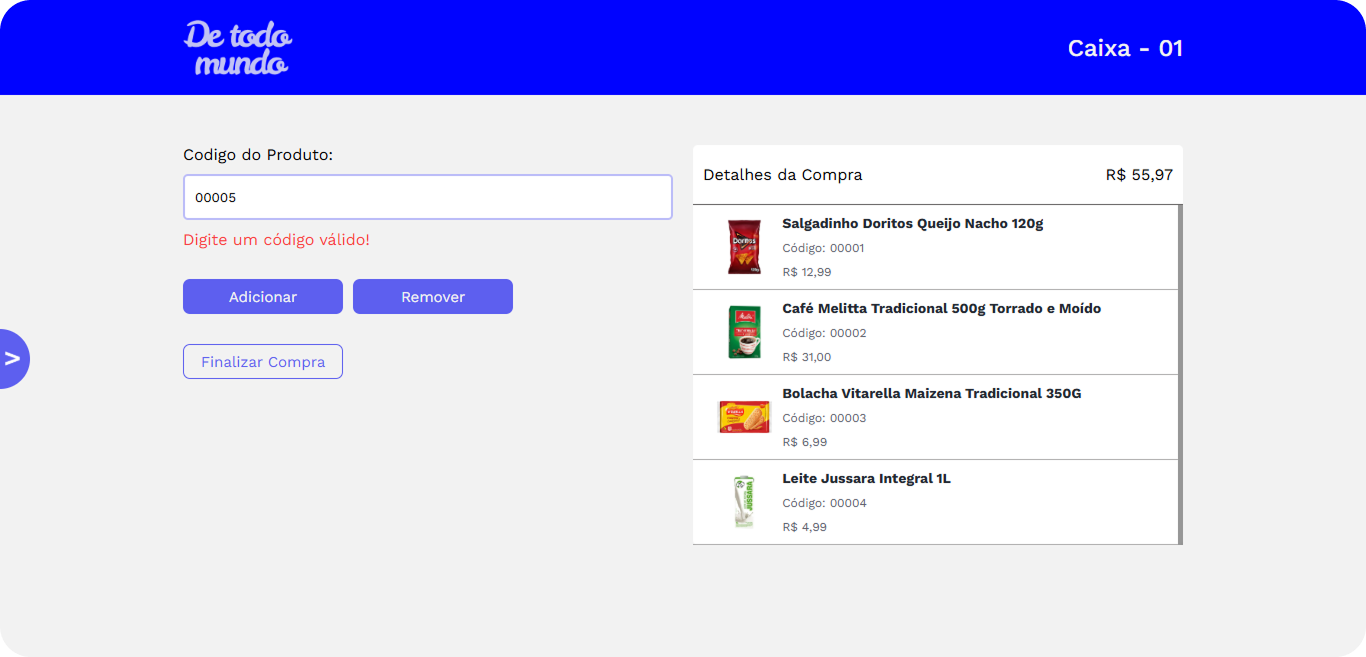 De todo
mundo
Caixa - 01
Codigo do Produto:
00005
Digite um código válido!
Adicionar
Remover
Finalizar Compra
>
Detalhes da Compra
R$ 55,97
Salgadinho Doritos Queijo Nacho 120g
Código: 00001
R$ 12,99
Café Melitta Tradicional 500g Torrado e Moído
Código: 00002
R$ 31,00
Bolacha Vitarella Maizena Tradicional 350G
Código: 00003
R$ 6,99
Leite Jussara Integral 1L
Código: 00004
R$ 4,99
Doritos
Melitta
JUSSARA